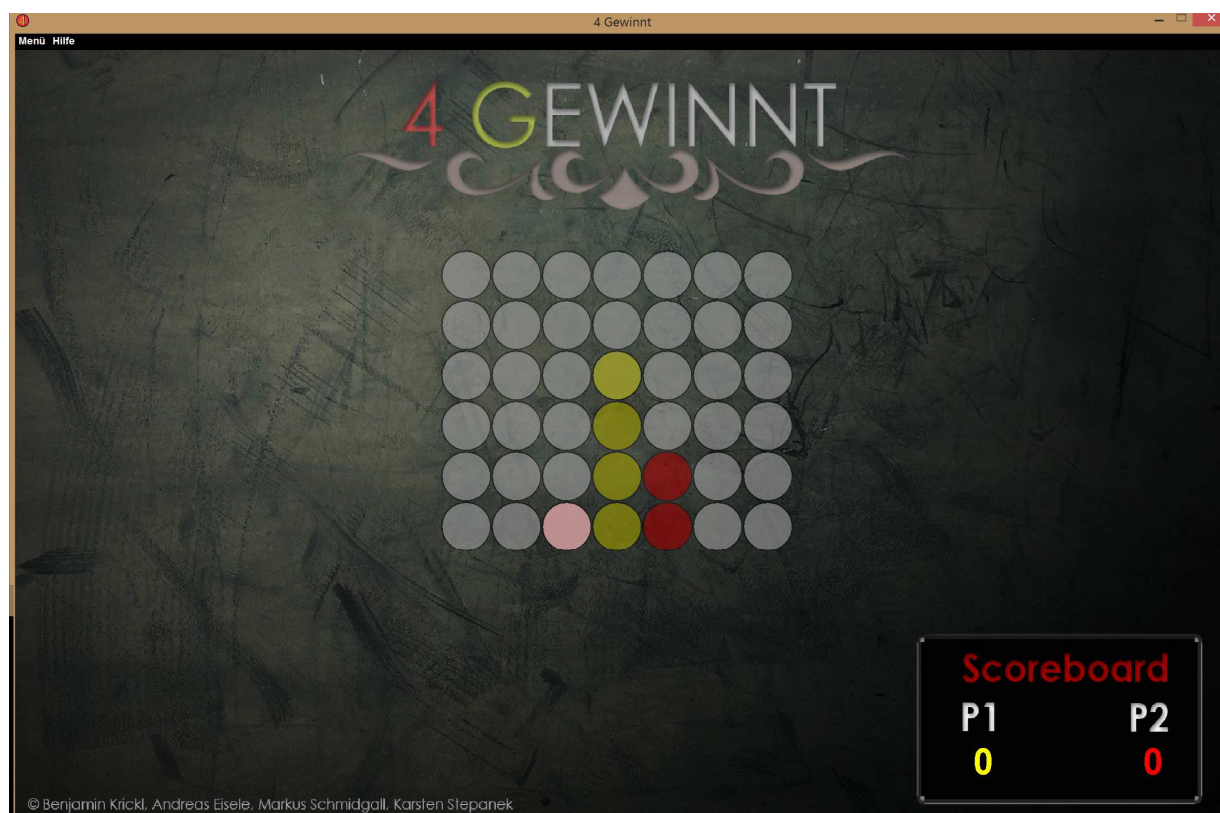 4 Gewinnt
Menü Hilfe
4 GEWINNT
Scoreboard
P1 P2
0 0
© Benjamin Krickl, Andreas Eisele, Markus Schmidgall, Karsten Stepanek